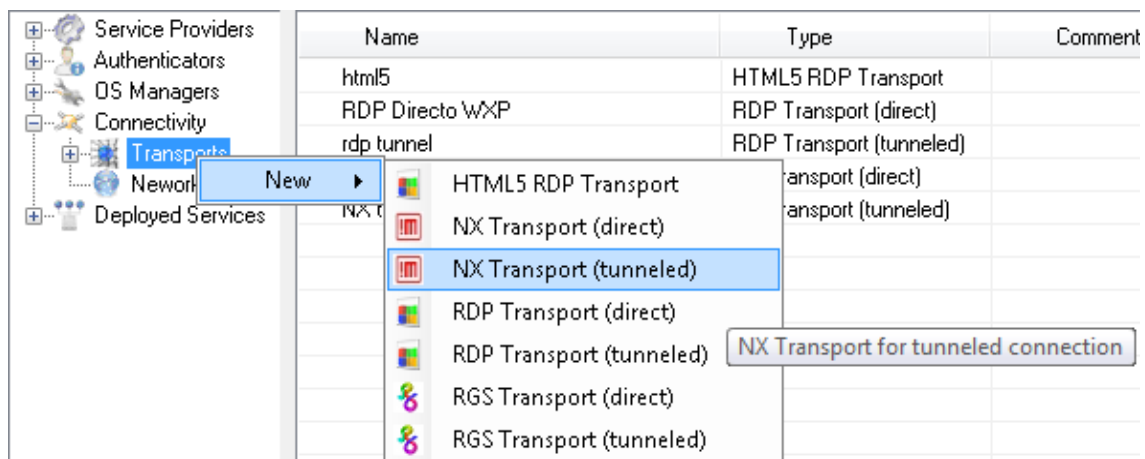 Service Providers
Authenticators
OS Managers
Connectivity
Transports
Nework
Deployed Services
Name Type Comment
html5 HTML5 RDP Transport
RDP Directo WXP RDP Transport (direct)
rdp tunnel RDP Transport (tunneled)
ansport (direct)
NX t ransport (tunneled)
New
HTML5 RDP Transport
NX Transport (direct)
NX Transport (tunneled)
RDP Transport (direct)
RDP Transport (tunneled)
RGS Transport (direct)
RGS Transport (tunneled)
NX Transport for tunneled connection